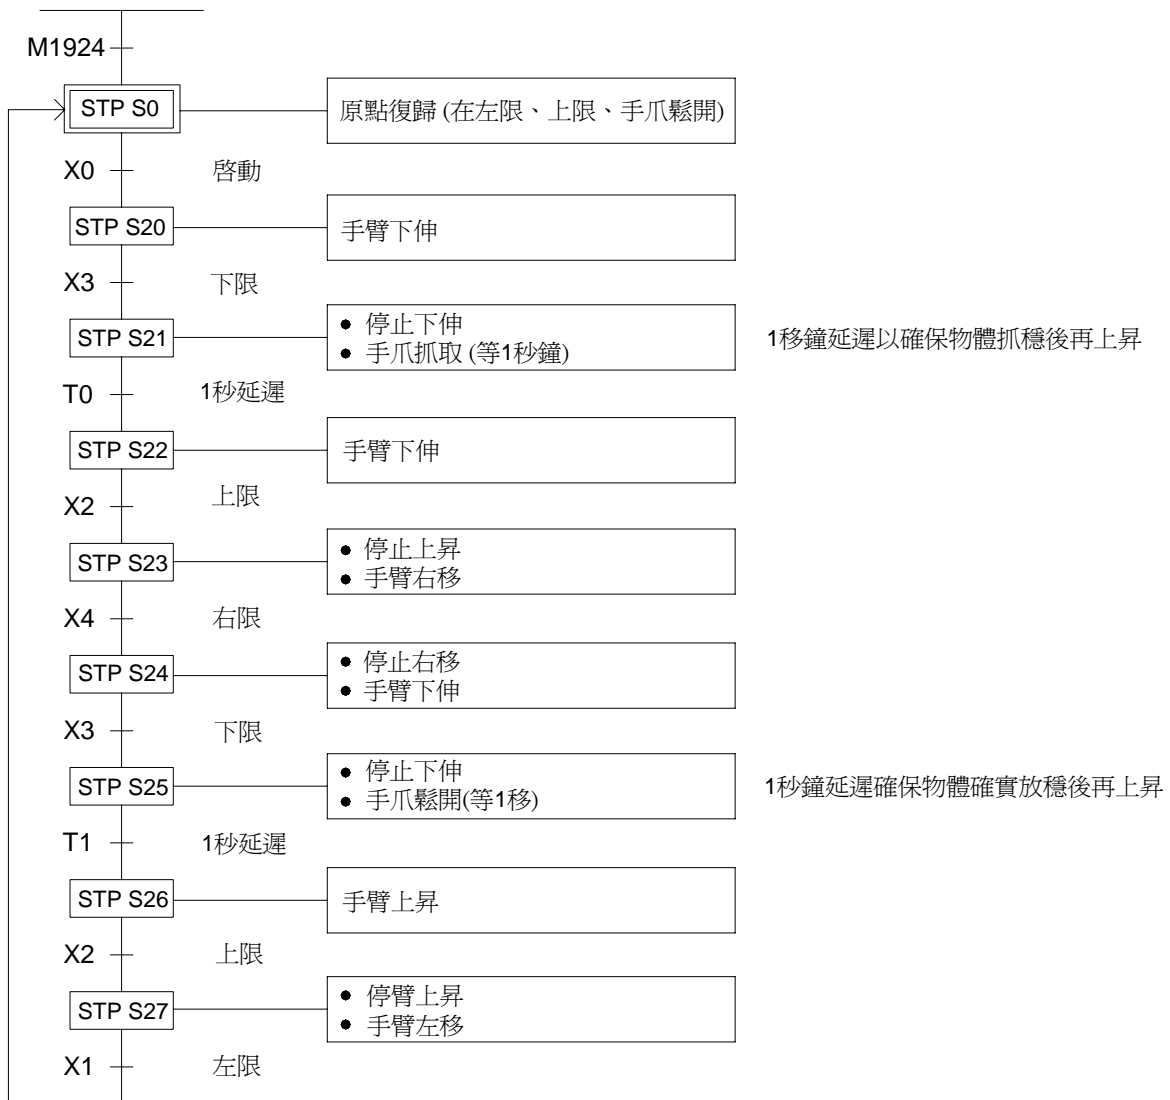 M1924
STP S0
原點復歸 (在左限、上限、手爪鬆開)
X0
啓動
STP S20
手臂下伸
X3
下限
STP S21
● 停止下伸
● 手爪抓取 (等1秒鐘)
1移鐘延遲以確保物體抓穩後再上昇
T0
1秒延遲
STP S22
手臂下伸
X2
上限
STP S23
● 停止上昇
● 手臂右移
X4
右限
STP S24
● 停止右移
● 手臂下伸
X3
下限
STP S25
● 停止下伸
● 手爪鬆開(等1移)
1秒鐘延遲確保物體確實放穩後再上昇
T1
1秒延遲
STP S26
手臂上昇
X2
上限
STP S27
● 停臂上昇
● 手臂左移
X1
左限